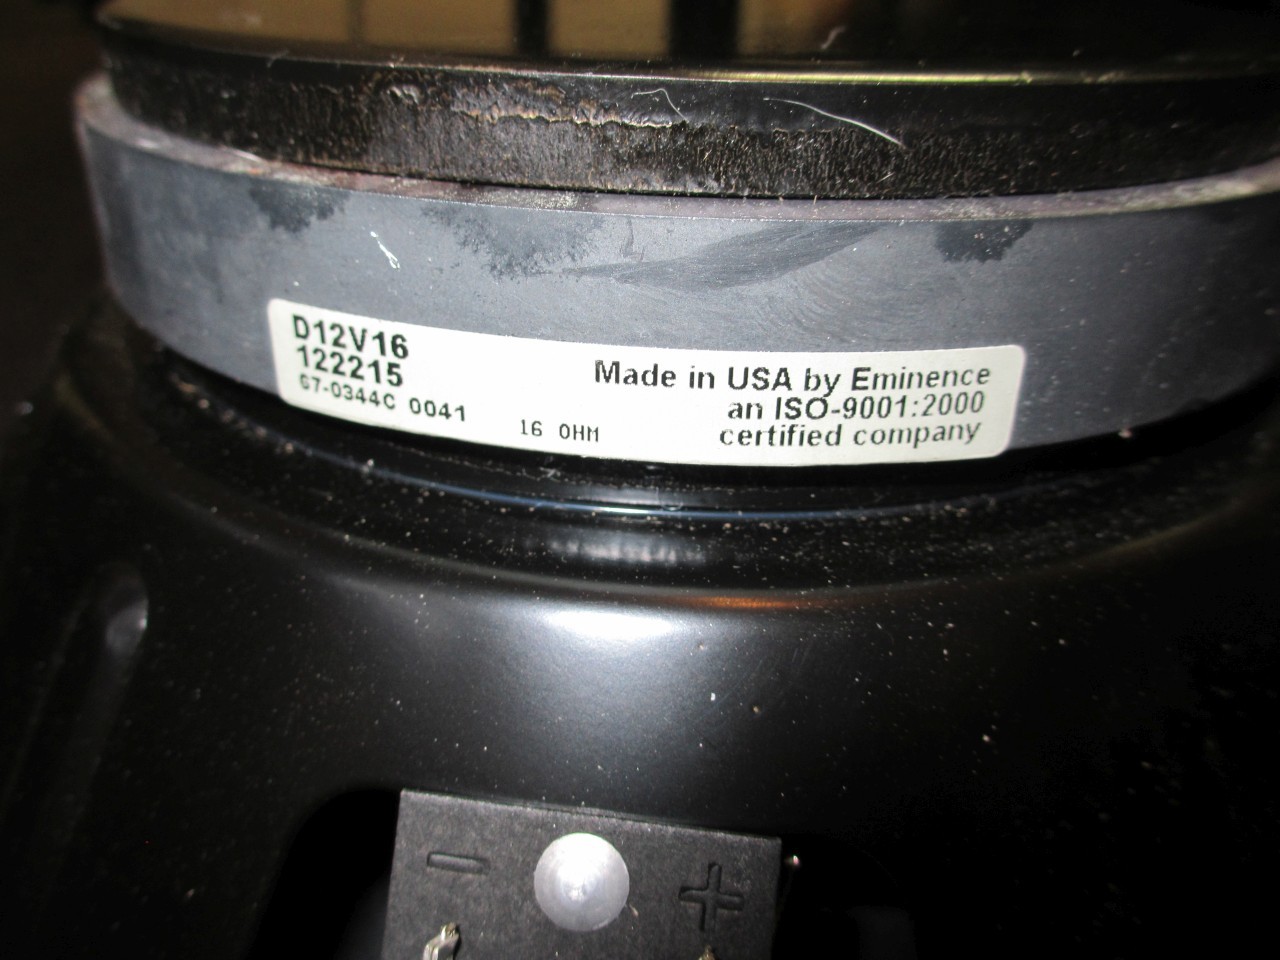 D12V16
122215
67-0344C 0041
16 OHM
Made in USA by Eminence
an ISO-9001:2000
certified company
- +